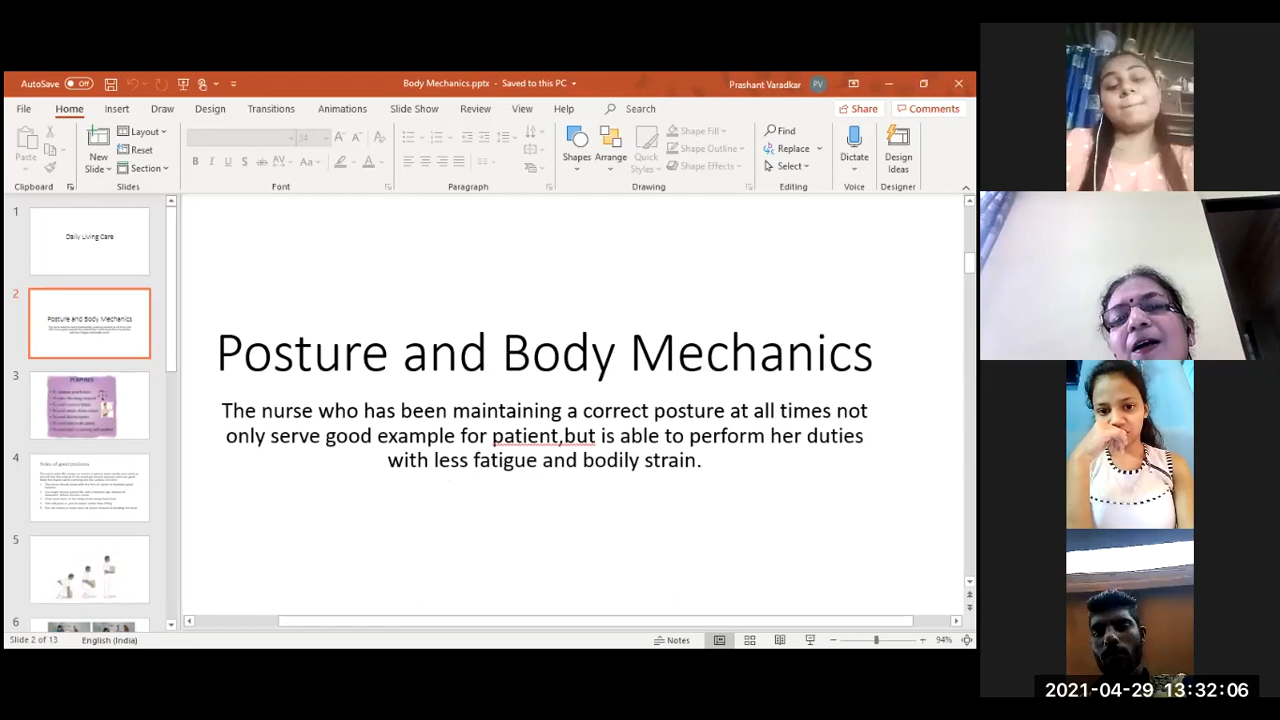 AutoSave Off
Body Mechanics.pptx - Saved to this PC
Prashant Varadkar PV
File Home Insert Draw Design Transitions Animations Slide Show Review View Help Search Share Comments
Paste
New Slide
Layout
Reset
Section
24
B I U S ab AV Aa A
Shapes
Arrange
Quick Styles
Shape Fill
Shape Outline
Shape Effects
Find
Replace
Select
Dictate
Design Ideas
Clipboard Slides Font Paragraph Drawing Editing Voice Designer
1
Daily Living Care
2
Posture and Body Mechanics
3
PURPOSES
4
Rules of good positions
5
6
Posture and Body Mechanics
The nurse who has been maintaining a correct posture at all times not
only serve good example for patient,but is able to perform her duties
with less fatigue and bodily strain.
Slide 2 of 13 English (India) Notes 94%
2021-04-29 13:32:06